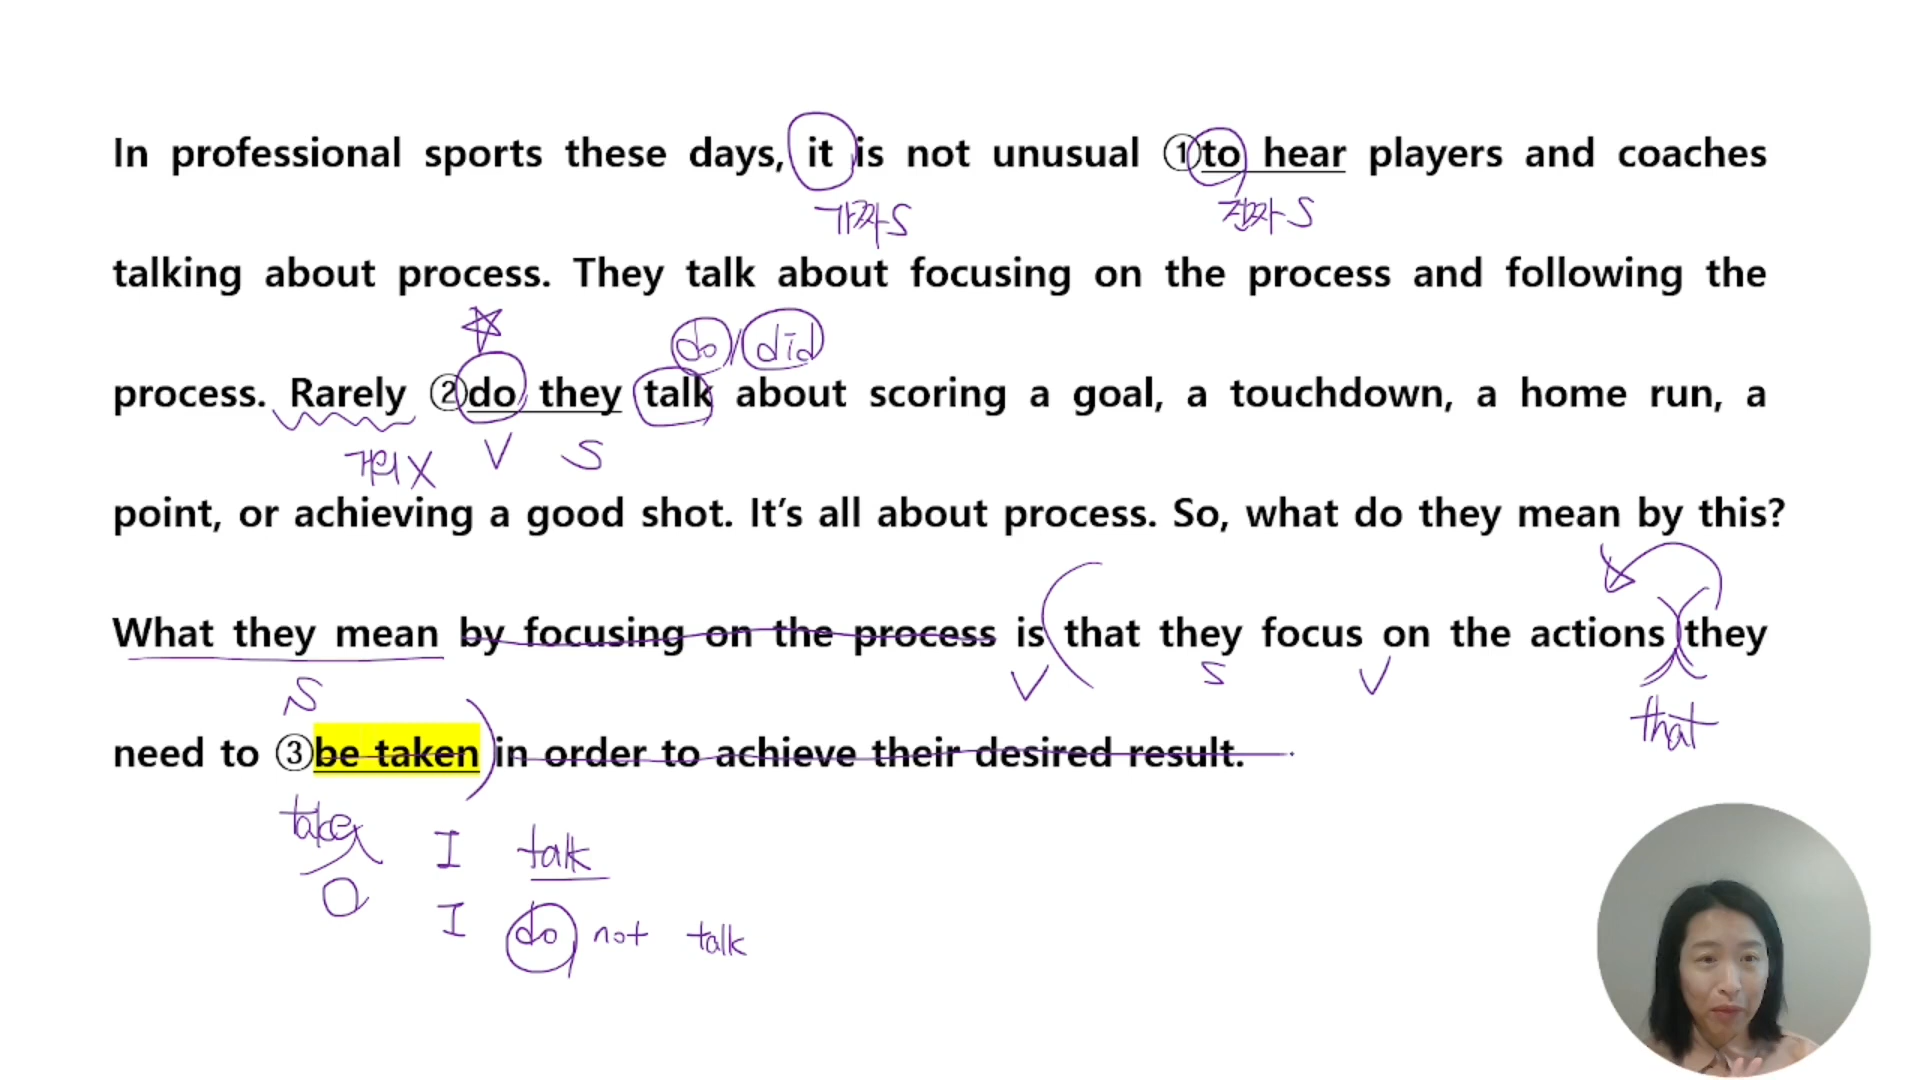 In professional sports these days, it is not unusual ①to hear players and coaches
가짜S 진짜S
talking about process. They talk about focusing on the process and following the
do/did
process. Rarely ②do they talk about scoring a goal, a touchdown, a home run, a
거의X V S
point, or achieving a good shot. It's all about process. So, what do they mean by this?
What they mean by focusing on the process is that they focus on the actions they
S V S V that
need to ③be taken in order to achieve their desired result.
take I talk
O I do not talk